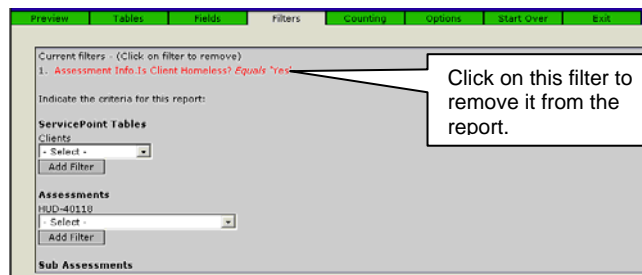 Preview Tables Fields Filters Counting Options Start Over Exit
Current filters - (Click on filter to remove)
1. Assessment Info.Is Client Homeless? Equals "Yes"
Click on this filter to
remove it from the
report.
Indicate the criteria for this report:
ServicePoint Tables
Clients
- Select -
Add Filter
Assessments
HUD-40118
- Select -
Add Filter
Sub Assessments